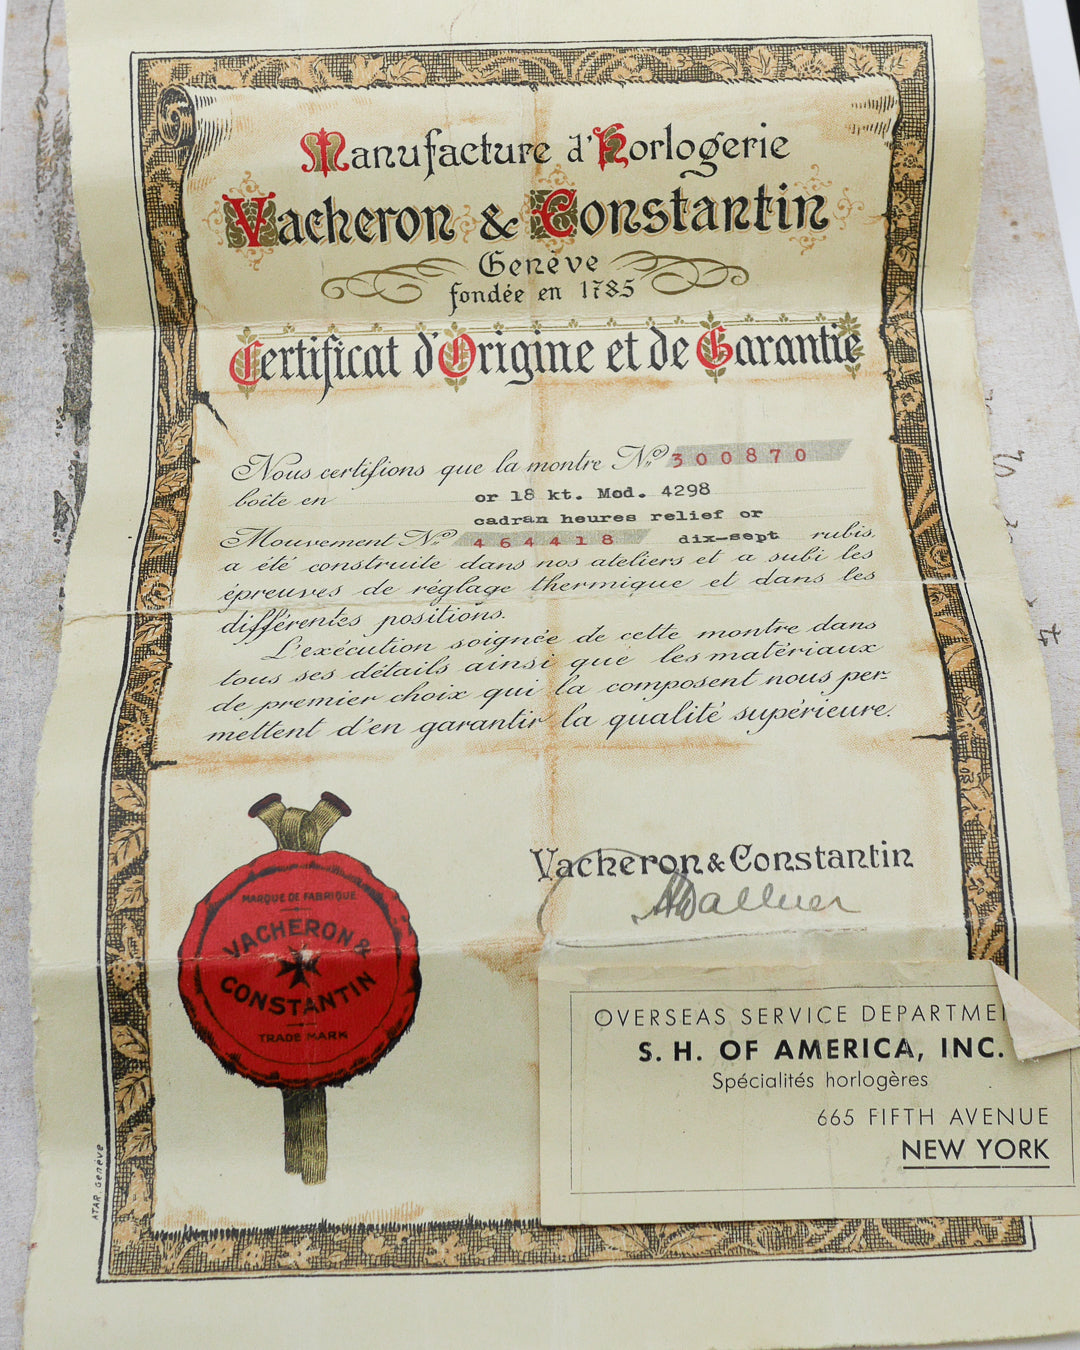 Manufacture d'Horlogerie
Vacheron & Constantin
Genève
fondée en 1785
Certificat d'Origine et de Garantie
Nous certifions que la montre No 300870
boîte en or 18 kt. Mod. 4298
cadran heures relief or
Mouvement No 464418 dix-sept rubis,
a été construite dans nos ateliers et a subi les
épreuves de réglage thermique et dans les
différentes positions.
L'exécution soignée de cette montre dans
tous ses détails ainsi que les matériaux
de premier choix qui la composent nous per-
mettent d'en garantir la qualité supérieure.
MARQUE DE FABRIQUE
VACHERON &
CONSTANTIN
TRADE MARK
Vacheron & Constantin
OVERSEAS SERVICE DEPARTME
S. H. OF AMERICA, INC.
Spécialités horlogères
665 FIFTH AVENUE
NEW YORK
ATAR. Genève